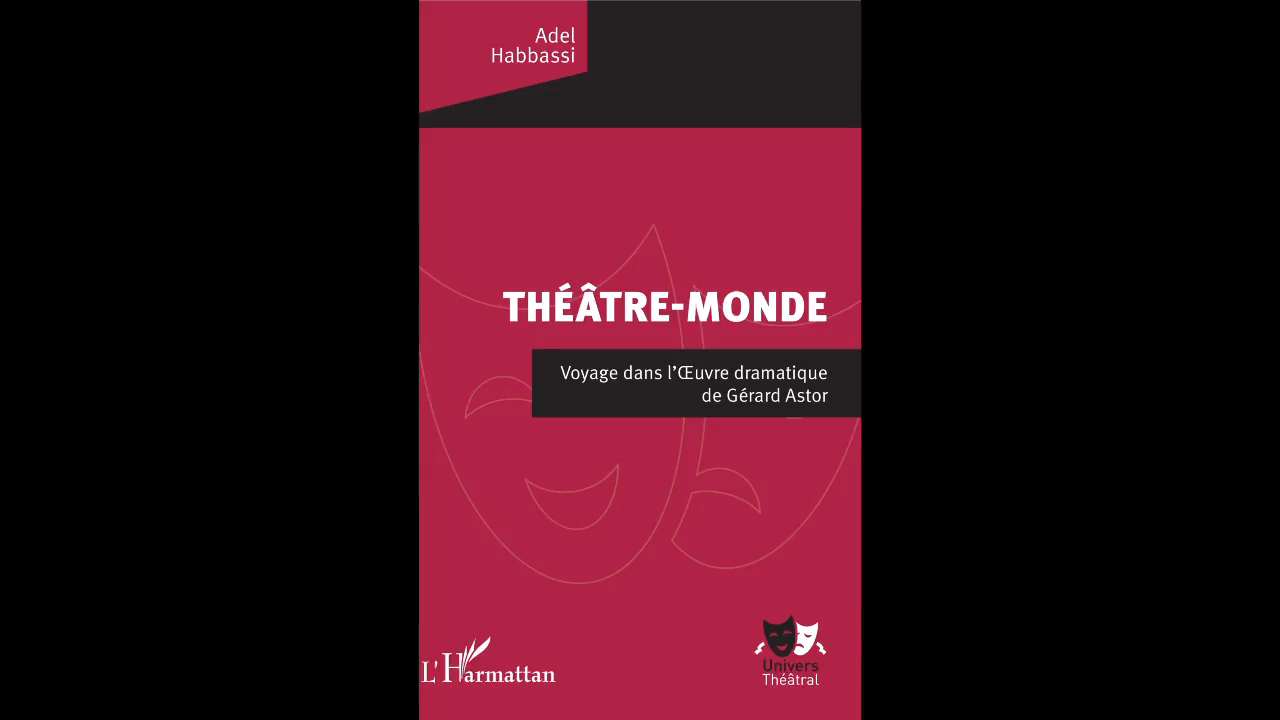 Adel
Habbassi
THÉÂTRE-MONDE
Voyage dans l’Œuvre dramatique
de Gérard Astor
L'Harmattan
Univers
Théâtral